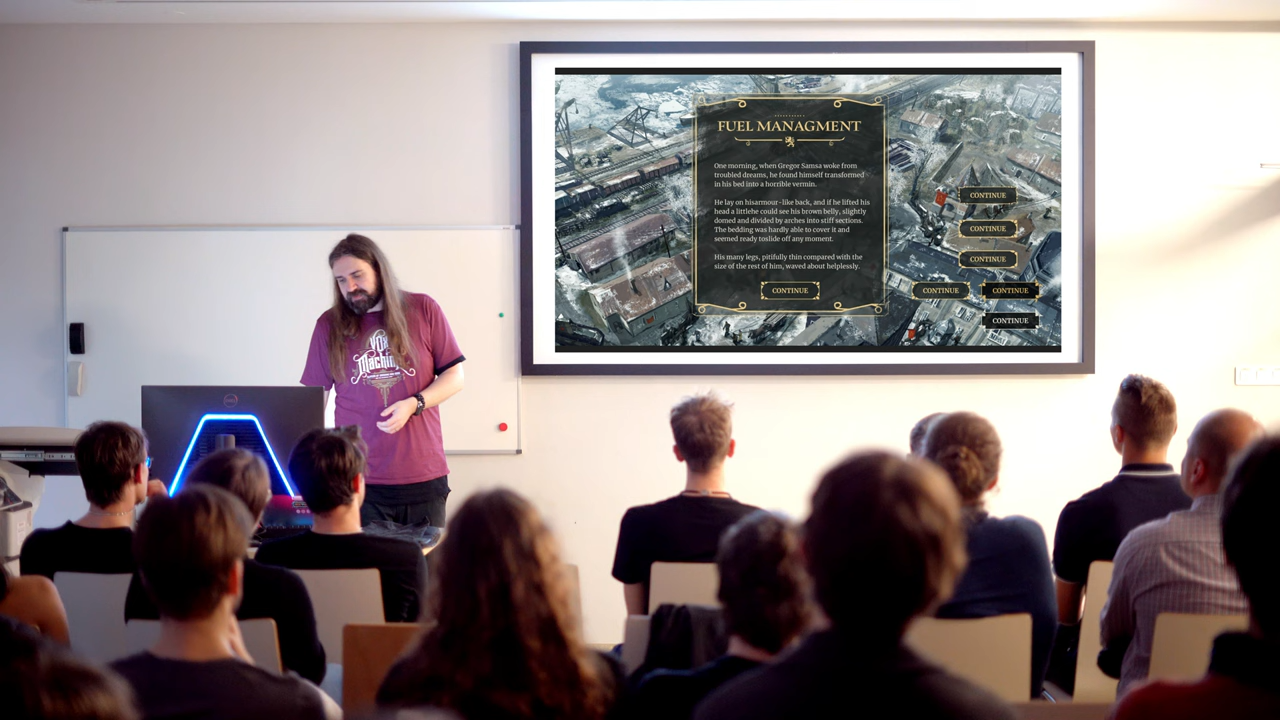 FUEL MANAGMENT
One morning, when Gregor Samsa woke from
troubled dreams, he found himself transformed
in his bed into a horrible vermin.
He lay on hisarmour-like back, and if he lifted his
head a littlehe could see his brown belly, slightly
domed and divided by arches into stiff sections.
The bedding was hardly able to cover it and
seemed ready toslide off any moment.
His many legs, pitifully thin compared with the
size of the rest of him, waved about helplessly.
CONTINUE
CONTINUE
CONTINUE
CONTINUE
CONTINUE
CONTINUE
CONTINUE
VOX
Machina
DELL